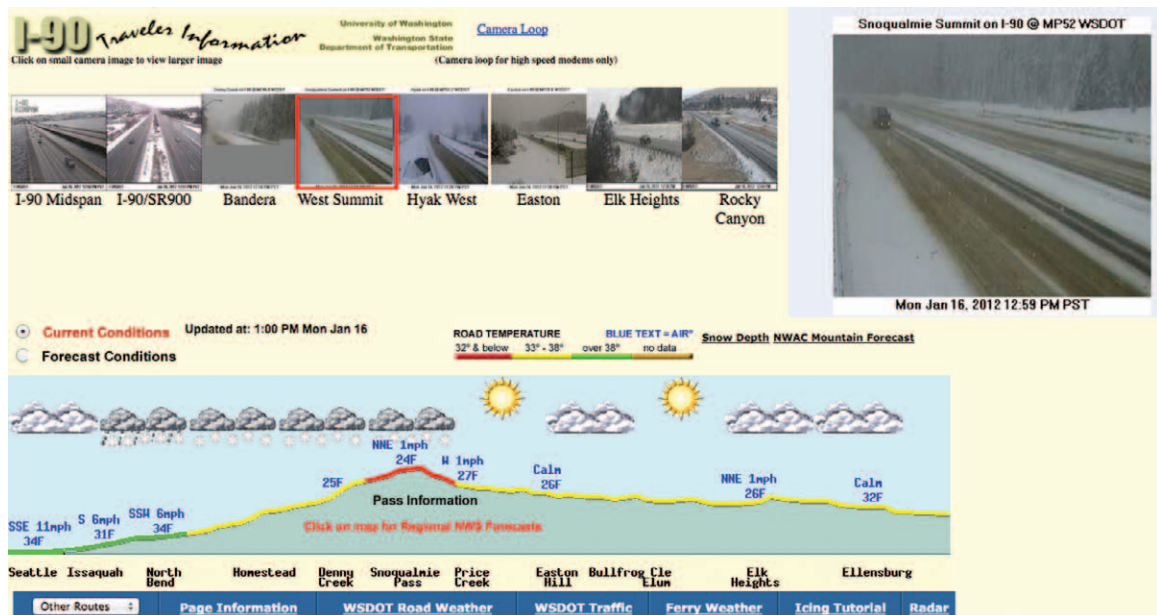 I-90 Traveler Information
University of Washington
Washington State
Department of Transportation
Camera Loop
Click on small camera image to view larger image
(Camera loop for high speed modems only)
Snoqualmie Summit on I-90 @ MP52 WSDOT
I-90 Midspan I-90/SR900 Bandera West Summit Hyak West Easton Elk Heights Rocky
Canyon
Mon Jan 16, 2012 12:59 PM PST
Current Conditions Updated at: 1:00 PM Mon Jan 16
Forecast Conditions
ROAD TEMPERATURE BLUE TEXT = AIR°
32° & below 33° - 38° over 38° no data
Snow Depth NWAC Mountain Forecast
NNE 1mph
24F
W 1mph
27F
25F
Calm
26F
NNE 1mph
26F
Calm
32F
Pass Information
Click on map for Regional NWS Forecasts
SSE 11mph
34F
S 6mph
31F
SSW 6mph
34F
Seattle Issaquah North Homestead Denny Snoqualmie Price Easton Bullfrog Cle Elk Ellensburg
Bend Creek Pass Creek Hill Elum Heights
Other Routes Page Information WSDOT Road Weather WSDOT Traffic Ferry Weather Icing Tutorial Radar